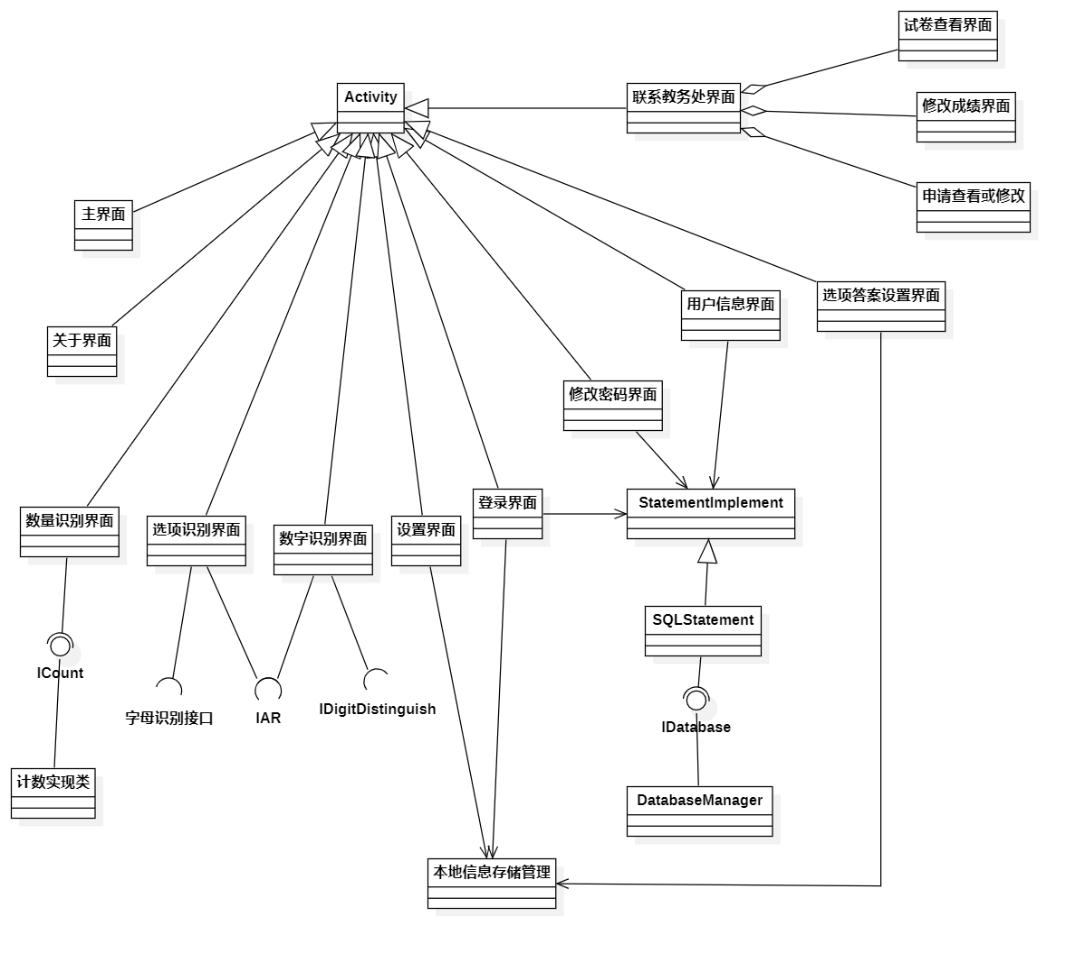 试卷查看界面
Activity
联系教务处界面
修改成绩界面
申请查看或修改
主界面
用户信息界面
选项答案设置界面
关于界面
修改密码界面
数量识别界面
选项识别界面
数字识别界面
设置界面
登录界面
StatementImplement
SQLStatement
ICount
字母识别接口
IAR
IDigitDistinguish
IDatabase
计数实现类
DatabaseManager
本地信息存储管理